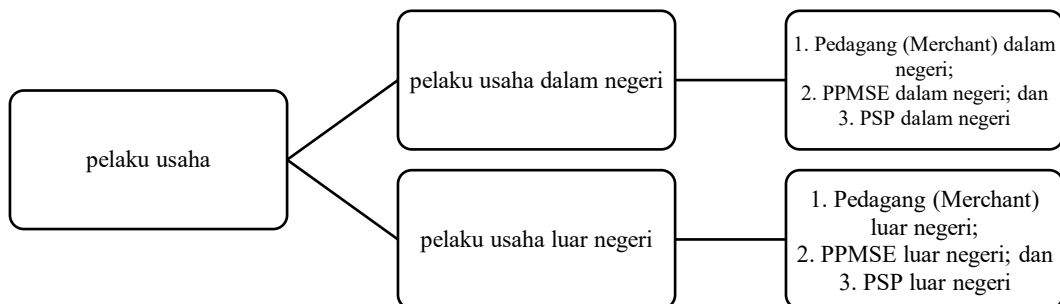 pelaku usaha
pelaku usaha dalam negeri
1. Pedagang (Merchant) dalam
negeri;
2. PPMSE dalam negeri; dan
3. PSP dalam negeri
pelaku usaha luar negeri
1. Pedagang (Merchant)
luar negeri;
2. PPMSE luar negeri; dan
3. PSP luar negeri